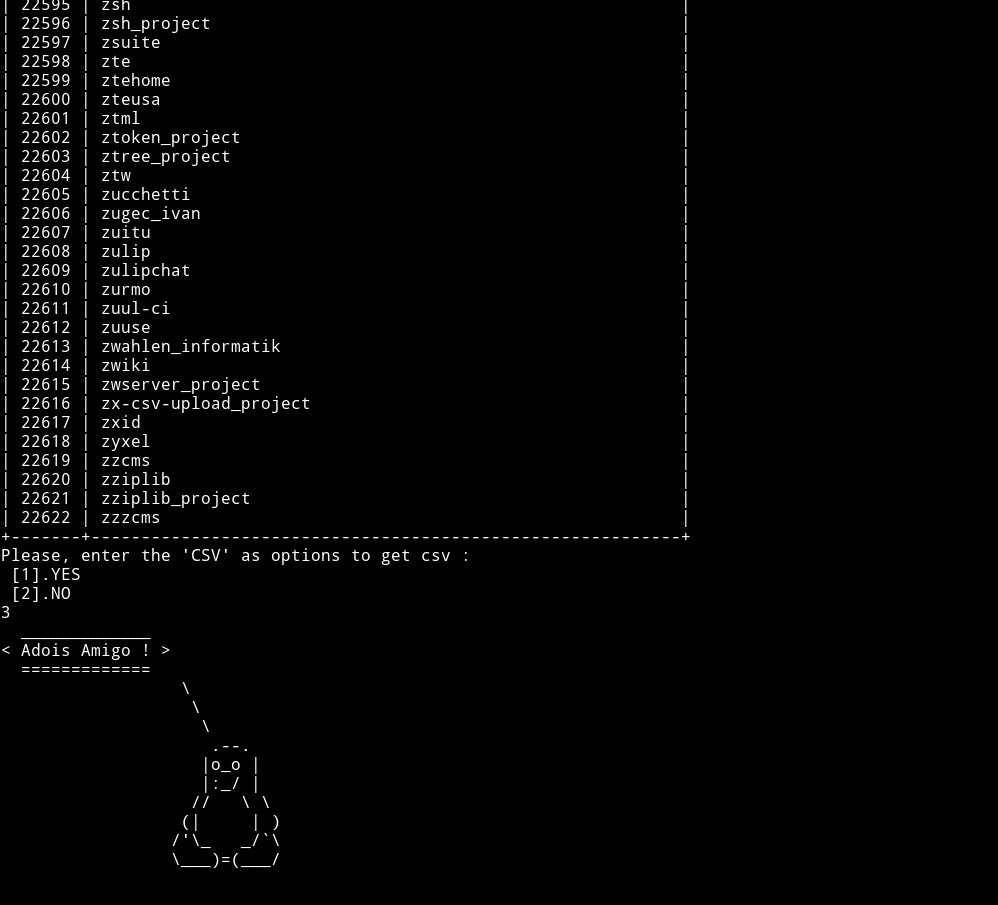 | 22595 | zsh                                                       |
| 22596 | zsh_project                                               |
| 22597 | zsuite                                                    |
| 22598 | zte                                                       |
| 22599 | ztehome                                                   |
| 22600 | zteusa                                                    |
| 22601 | ztml                                                      |
| 22602 | ztoken_project                                            |
| 22603 | ztree_project                                             |
| 22604 | ztw                                                       |
| 22605 | zucchetti                                                 |
| 22606 | zugec_ivan                                                |
| 22607 | zuitu                                                     |
| 22608 | zulip                                                     |
| 22609 | zulipchat                                                 |
| 22610 | zurmo                                                     |
| 22611 | zuul-ci                                                   |
| 22612 | zuuse                                                     |
| 22613 | zwahlen_informatik                                        |
| 22614 | zwiki                                                     |
| 22615 | zwserver_project                                          |
| 22616 | zx-csv-upload_project                                     |
| 22617 | zxid                                                      |
| 22618 | zyxel                                                     |
| 22619 | zzcms                                                     |
| 22620 | zziplib                                                   |
| 22621 | zziplib_project                                           |
| 22622 | zzzcms                                                    |
+-------+-----------------------------------------------------------+
Please, enter the 'CSV' as options to get csv :
 [1].YES
 [2].NO
3
  _____________
< Adois Amigo ! >
  =============
                  \
                   \
                    \
                     .--.
                    |o_o |
                    |:_/ |
                   //   \ \
                  (|     | )
                 /'\_   _/`\
                 \___)=(___/